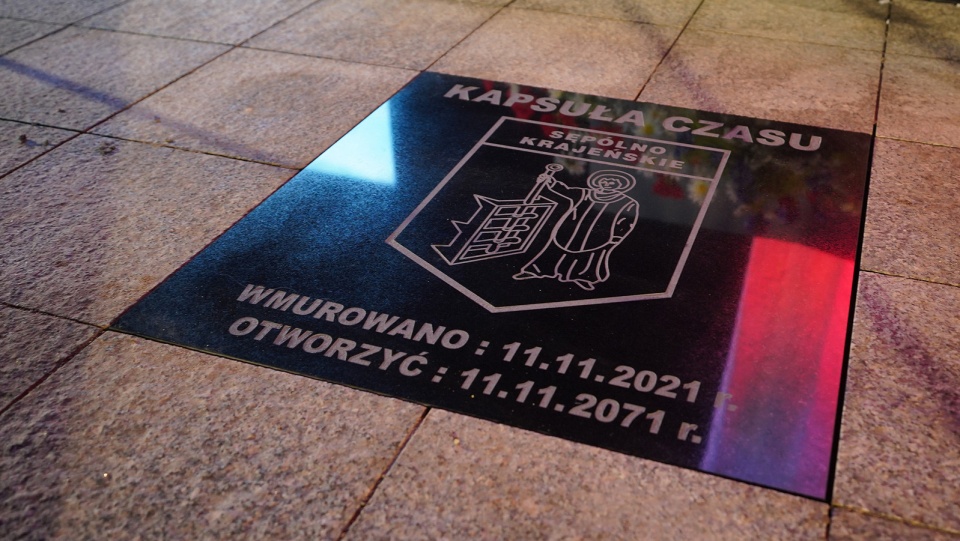 KAPSUŁA CZASU
SĘPÓLNO
KRAJEŃSKIE
WMUROWANO : 11.11.2021 r.
OTWORZYĆ : 11.11.2071 r.